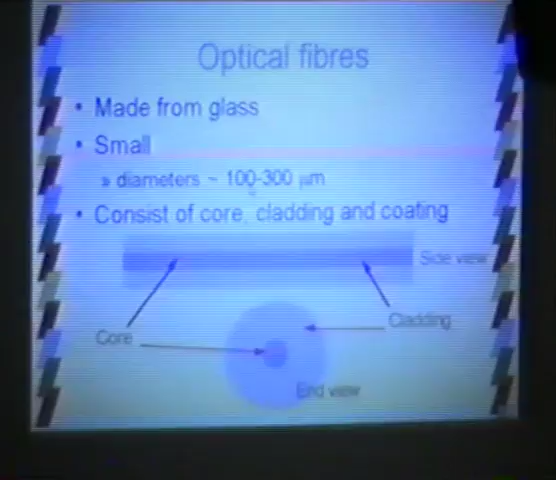 Optical fibres
• Made from glass
• Small
» diameters ~ 100-300 µm
• Consist of core, cladding and coating
Side view
Cladding
Core
End view